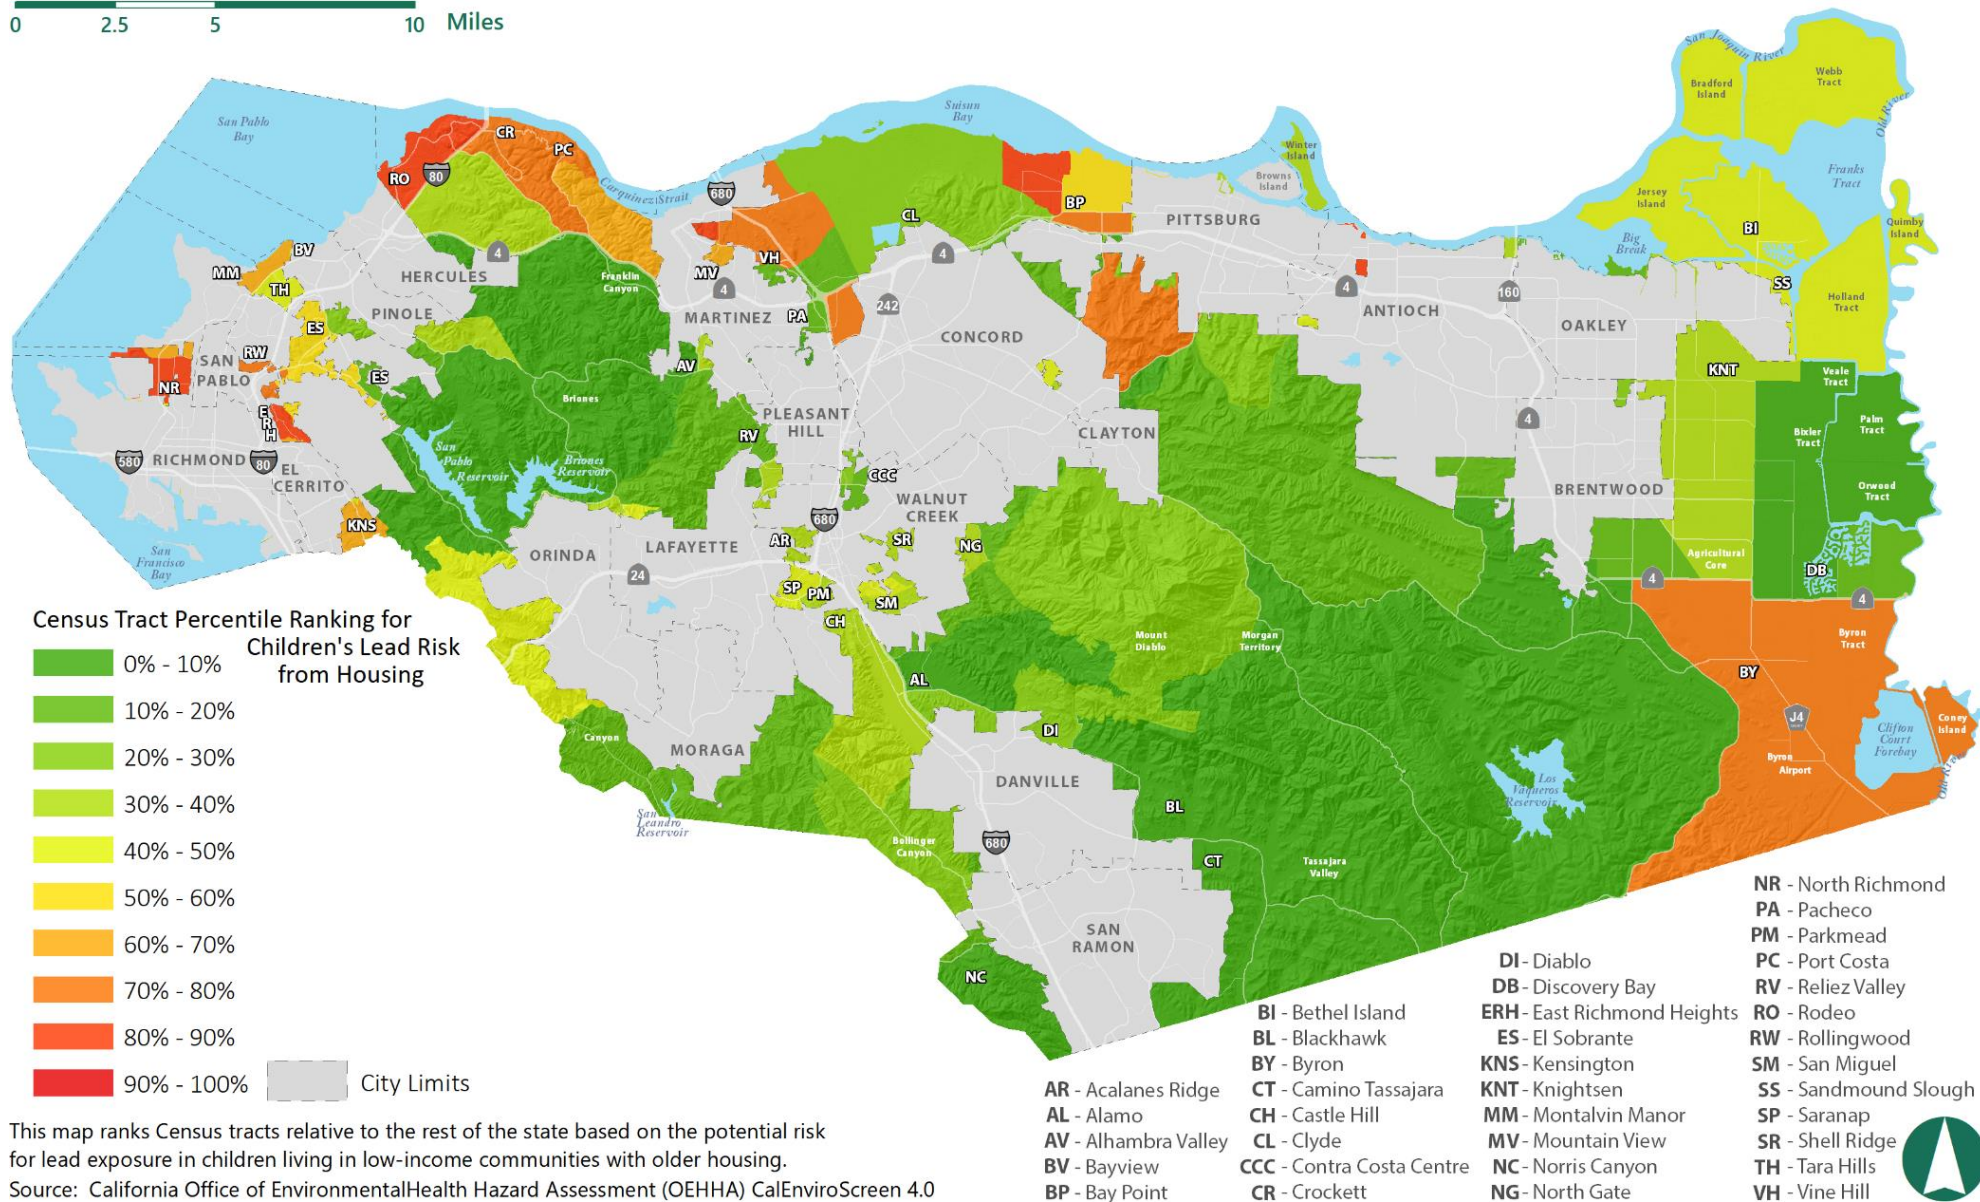 0 2.5 5 10 Miles
San Joaquin River
Webb
Tract
Bradford
Island
Old River
San Pablo
Bay
Suisun
Bay
CR
PC
RO
80
Carquinez Strait
680
Winter
Island
Browns
Island
Franks
Tract
Jersey
Island
BI
Quimby
Island
BP
CL
PITTSBURG
Big
Break
BV
4
HERCULES
MM
TH
Franklin
Canyon
MV
VH
4
4
SS
Holland
Tract
PINOLE
ES
MARTINEZ
PA
242
CONCORD
4
160
ANTIOCH
OAKLEY
RW
SAN
PABLO
NR
ES
AV
KNT
Veale
Tract
Briones
E
R
H
PLEASANT
HILL
RV
CLAYTON
4
Bixler
Tract
Palm
Tract
580
RICHMOND
80
EL
CERRITO
San
Pablo
Reservoir
Briones
Reservoir
CCC
WALNUT
CREEK
BRENTWOOD
Orwood
Tract
KNS
680
San
Francisco
Bay
ORINDA
LAFAYETTE
AR
SR
NG
Agricultural
Core
24
SP
PM
SM
4
DB
4
CH
Mount
Diablo
Morgan
Territory
Byron
Tract
AL
BY
DI
J4
Coney
Island
Clifton
Court
Forebay
Canyon
MORAGA
DANVILLE
Byron
Airport
Old River
San
Leandro
Reservoir
BL
Los
Vaqueros
Reservoir
Bollinger
Canyon
680
CT
Tassajara
Valley
SAN
RAMON
NC
Census Tract Percentile Ranking for
Children's Lead Risk
from Housing
0% - 10%
10% - 20%
20% - 30%
30% - 40%
40% - 50%
50% - 60%
60% - 70%
70% - 80%
80% - 90%
90% - 100%
City Limits
AR - Acalanes Ridge
AL - Alamo
AV - Alhambra Valley
BV - Bayview
BP - Bay Point
BI - Bethel Island
BL - Blackhawk
BY - Byron
CT - Camino Tassajara
CH - Castle Hill
CL - Clyde
CCC - Contra Costa Centre
CR - Crockett
DI - Diablo
DB - Discovery Bay
ERH - East Richmond Heights
ES - El Sobrante
KNS - Kensington
KNT - Knightsen
MM - Montalvin Manor
MV - Mountain View
NC - Norris Canyon
NG - North Gate
NR - North Richmond
PA - Pacheco
PM - Parkmead
PC - Port Costa
RV - Reliez Valley
RO - Rodeo
RW - Rollingwood
SM - San Miguel
SS - Sandmound Slough
SP - Saranap
SR - Shell Ridge
TH - Tara Hills
VH - Vine Hill
This map ranks Census tracts relative to the rest of the state based on the potential risk
for lead exposure in children living in low-income communities with older housing.
Source: California Office of EnvironmentalHealth Hazard Assessment (OEHHA) CalEnviroScreen 4.0